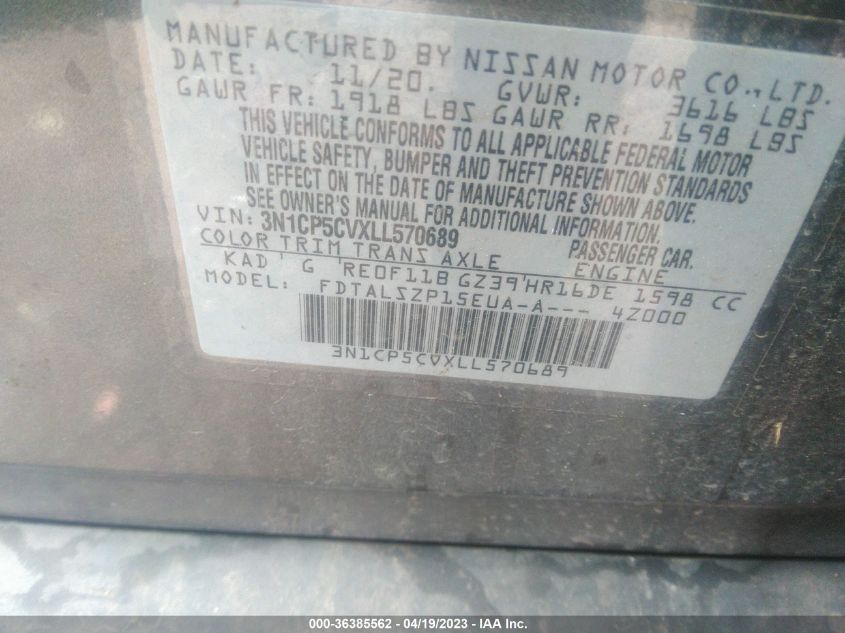 MANUFACTURED BY NISSAN MOTOR CO., LTD.
DATE: 11/20. GVWR: 3616 LBS
GAWR FR: 1918 LBS GAWR RR: 1698 LBS
THIS VEHICLE CONFORMS TO ALL APPLICABLE FEDERAL MOTOR
VEHICLE SAFETY, BUMPER AND THEFT PREVENTION STANDARDS
IN EFFECT ON THE DATE OF MANUFACTURE SHOWN ABOVE.
SEE OWNER'S MANUAL FOR ADDITIONAL INFORMATION.
VIN: 3N1CP5CVXLL570689 PASSENGER CAR.
COLOR TRIM TRANS AXLE ENGINE
KAD ' G 'RE0F11B GZ39'HR16DE 1598 CC
MODEL: FDTALSZP15EUA-A--- 4Z000
3N1CP5CVXLL570689
000-36385562 - 04/19/2023 - IAA Inc.